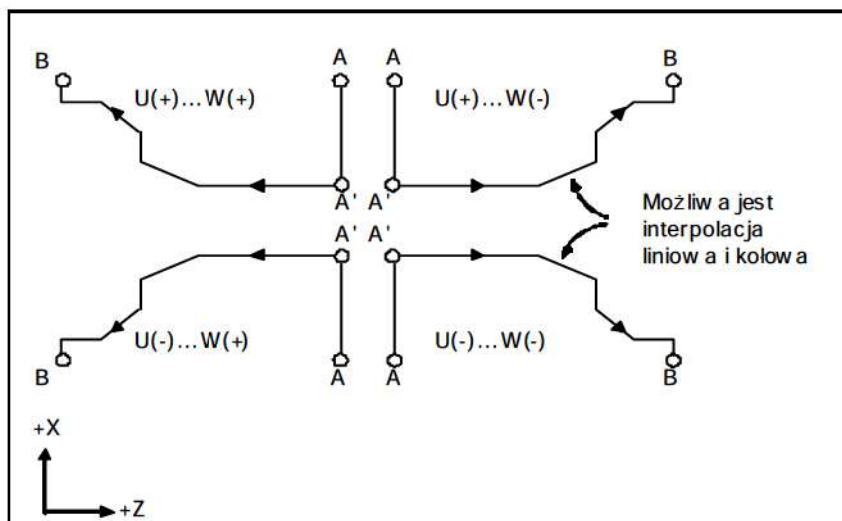 B
A A
B
U(+)...W(+)
U(+)...W(-)
A' A'
Możliwa jest
interpolacja
liniowa i kołowa
A' A'
U(-)...W(+)
U(-)...W(-)
B
A A
B
+X
+Z